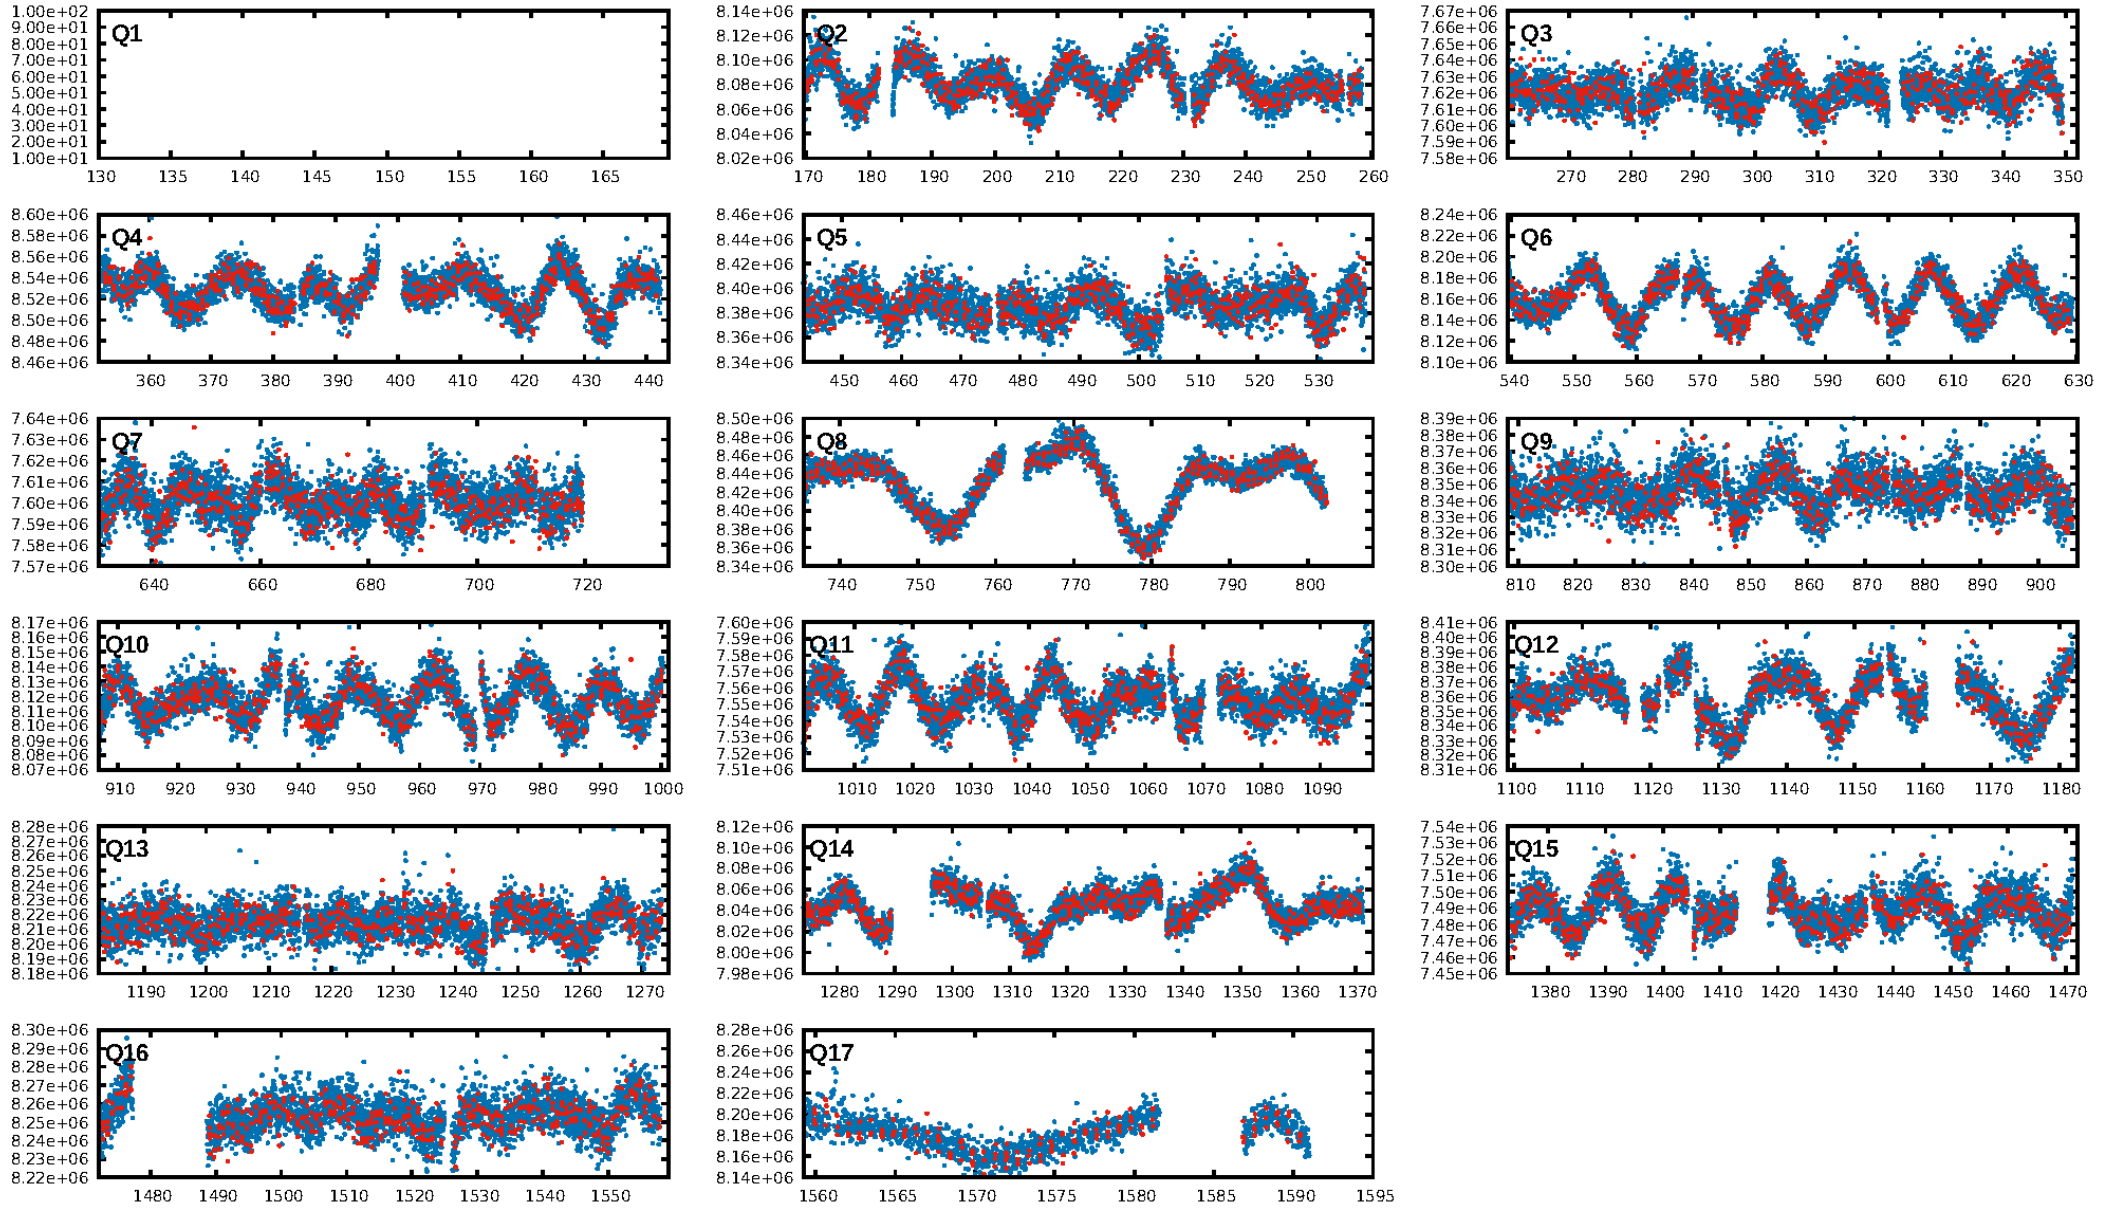 Q1
1.00e+02
9.00e+01
8.00e+01
7.00e+01
6.00e+01
5.00e+01
4.00e+01
3.00e+01
2.00e+01
1.00e+01
130 135 140 145 150 155 160 165
Q2
8.14e+06
8.12e+06
8.10e+06
8.08e+06
8.06e+06
8.04e+06
8.02e+06
170 180 190 200 210 220 230 240 250 260
Q3
7.67e+06
7.65e+06
7.64e+06
7.63e+06
7.62e+06
7.61e+06
7.60e+06
7.59e+06
7.58e+06
270 280 290 300 310 320 330 340 350
Q4
8.60e+06
8.58e+06
8.56e+06
8.54e+06
8.52e+06
8.50e+06
8.48e+06
8.46e+06
360 370 380 390 400 410 420 430 440
Q5
8.46e+06
8.44e+06
8.42e+06
8.40e+06
8.38e+06
8.36e+06
8.34e+06
450 460 470 480 490 500 510 520 530
Q6
8.24e+06
8.22e+06
8.20e+06
8.18e+06
8.16e+06
8.14e+06
8.12e+06
8.10e+06
540 550 560 570 580 590 600 610 620 630
Q7
7.64e+06
7.63e+06
7.62e+06
7.61e+06
7.60e+06
7.59e+06
7.58e+06
7.57e+06
640 660 680 700 720
Q8
8.50e+06
8.48e+06
8.46e+06
8.44e+06
8.42e+06
8.40e+06
8.38e+06
8.36e+06
8.34e+06
740 750 760 770 780 790 800
Q9
8.39e+06
8.38e+06
8.37e+06
8.36e+06
8.35e+06
8.34e+06
8.33e+06
8.32e+06
8.31e+06
8.30e+06
810 820 830 840 850 860 870 880 890 900
Q10
8.17e+06
8.16e+06
8.15e+06
8.14e+06
8.13e+06
8.12e+06
8.11e+06
8.10e+06
8.09e+06
8.08e+06
8.07e+06
910 920 930 940 950 960 970 980 990 1000
Q11
7.60e+06
7.59e+06
7.58e+06
7.57e+06
7.56e+06
7.55e+06
7.54e+06
7.53e+06
7.52e+06
7.51e+06
1010 1020 1030 1040 1050 1060 1070 1080 1090
Q12
8.41e+06
8.40e+06
8.39e+06
8.38e+06
8.37e+06
8.36e+06
8.35e+06
8.34e+06
8.33e+06
8.32e+06
8.31e+06
1100 1110 1120 1130 1140 1150 1160 1170 1180
Q13
8.28e+06
8.26e+06
8.25e+06
8.24e+06
8.23e+06
8.22e+06
8.21e+06
8.20e+06
8.19e+06
8.18e+06
1190 1200 1210 1220 1230 1240 1250 1260 1270
Q14
8.12e+06
8.10e+06
8.08e+06
8.06e+06
8.04e+06
8.02e+06
8.00e+06
7.98e+06
1280 1290 1300 1310 1320 1330 1340 1350 1360 1370
Q15
7.54e+06
7.52e+06
7.51e+06
7.50e+06
7.49e+06
7.48e+06
7.47e+06
7.46e+06
7.45e+06
1380 1390 1400 1410 1420 1430 1440 1450 1460 1470
Q16
8.30e+06
8.29e+06
8.28e+06
8.27e+06
8.26e+06
8.25e+06
8.24e+06
8.23e+06
8.22e+06
1480 1490 1500 1510 1520 1530 1540 1550
Q17
8.28e+06
8.26e+06
8.24e+06
8.22e+06
8.20e+06
8.18e+06
8.16e+06
8.14e+06
1560 1565 1570 1575 1580 1585 1590 1595